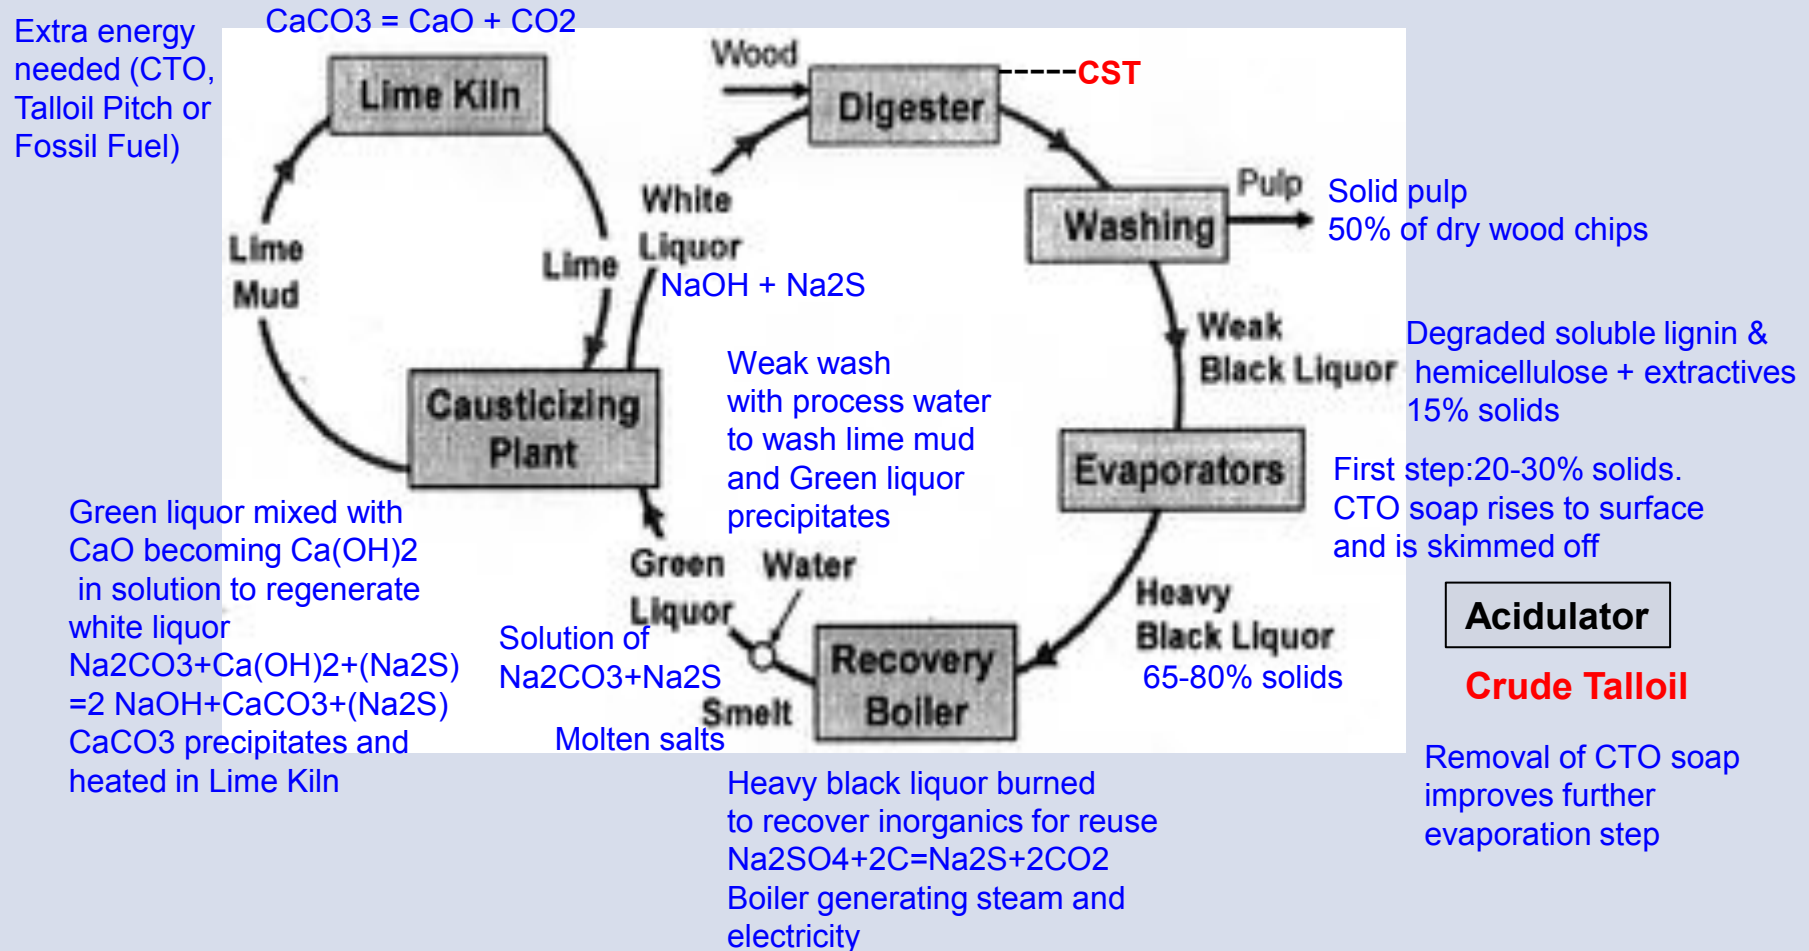 CaCO3 = CaO + CO2
Extra energy
needed (CTO,
Talloil Pitch or
Fossil Fuel)
Lime Kiln
Wood
Digester
CST
White
Liquor
NaOH + Na2S
Lime
Mud
Lime
Washing
Pulp
Solid pulp
50% of dry wood chips
Weak
Black Liquor
Degraded soluble lignin &
hemicellulose + extractives
15% solids
Causticizing
Plant
Weak wash
with process water
to wash lime mud
and Green liquor
precipitates
Evaporators
First step:20-30% solids.
CTO soap rises to surface
and is skimmed off
Green liquor mixed with
CaO becoming Ca(OH)2
in solution to regenerate
white liquor
Na2CO3+Ca(OH)2+(Na2S)
=2 NaOH+CaCO3+(Na2S)
CaCO3 precipitates and
heated in Lime Kiln
Green
Liquor
Water
Solution of
Na2CO3+Na2S
Smelt
Molten salts
Recovery
Boiler
Heavy
Black Liquor
65-80% solids
Acidulator
Crude Talloil
Removal of CTO soap
improves further
evaporation step
Heavy black liquor burned
to recover inorganics for reuse
Na2SO4+2C=Na2S+2CO2
Boiler generating steam and
electricity